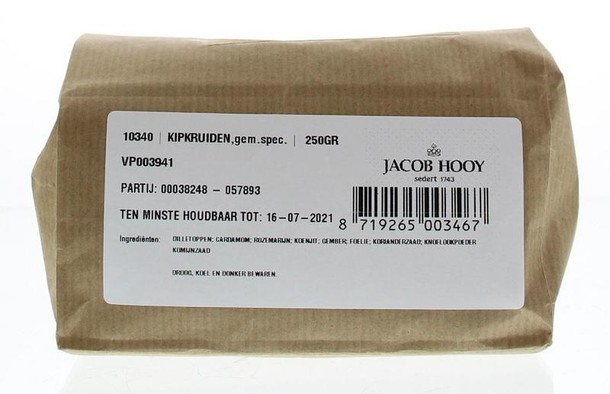 10340 | KIPKRUIDEN,gem.spec. | 250GR
VP003941
PARTIJ: 00038248 - 057893
TEN MINSTE HOUDBAAR TOT: 16-07-2021
JACOB HOOY
sedert 1743
8 719265 003467
Ingrediënten: DILLETOPPEN; CARDAMOM; ROZEMARIJN; KOENJIT; GEMBER; FOELIE; KORIANDERZAAD; KNOFLOOKPOEDER
KOMIJNZAAD
DROOG, KOEL EN DONKER BEWAREN.